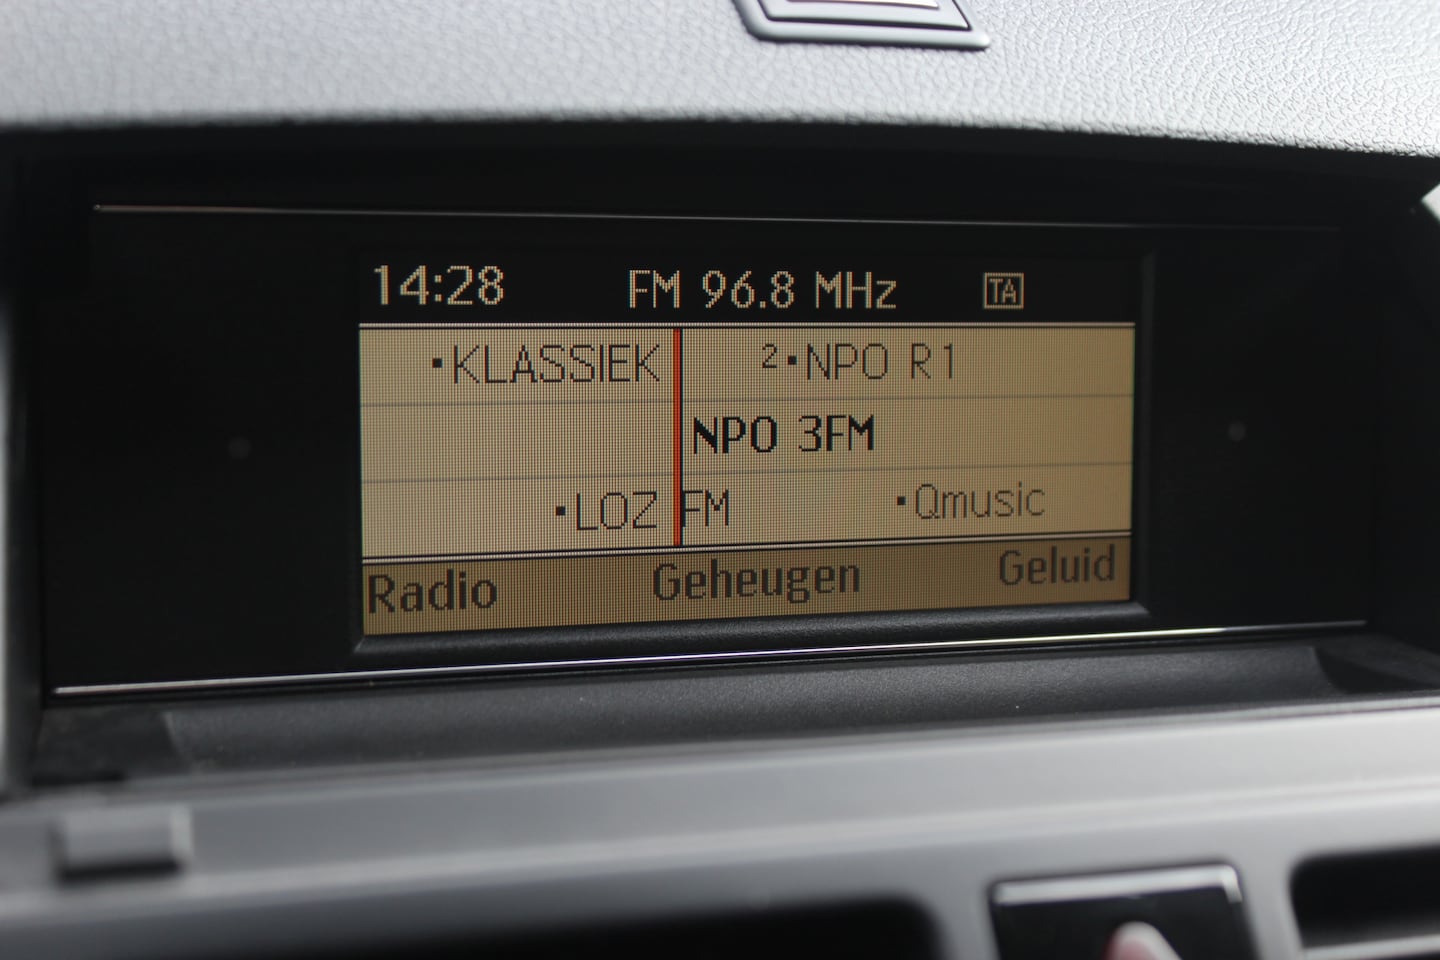 14:28 FM 96.8 MHz TA
·KLASSIEK ²·NPO R1
NPO 3FM
·LOZ FM ·Qmusic
Radio Geheugen Geluid